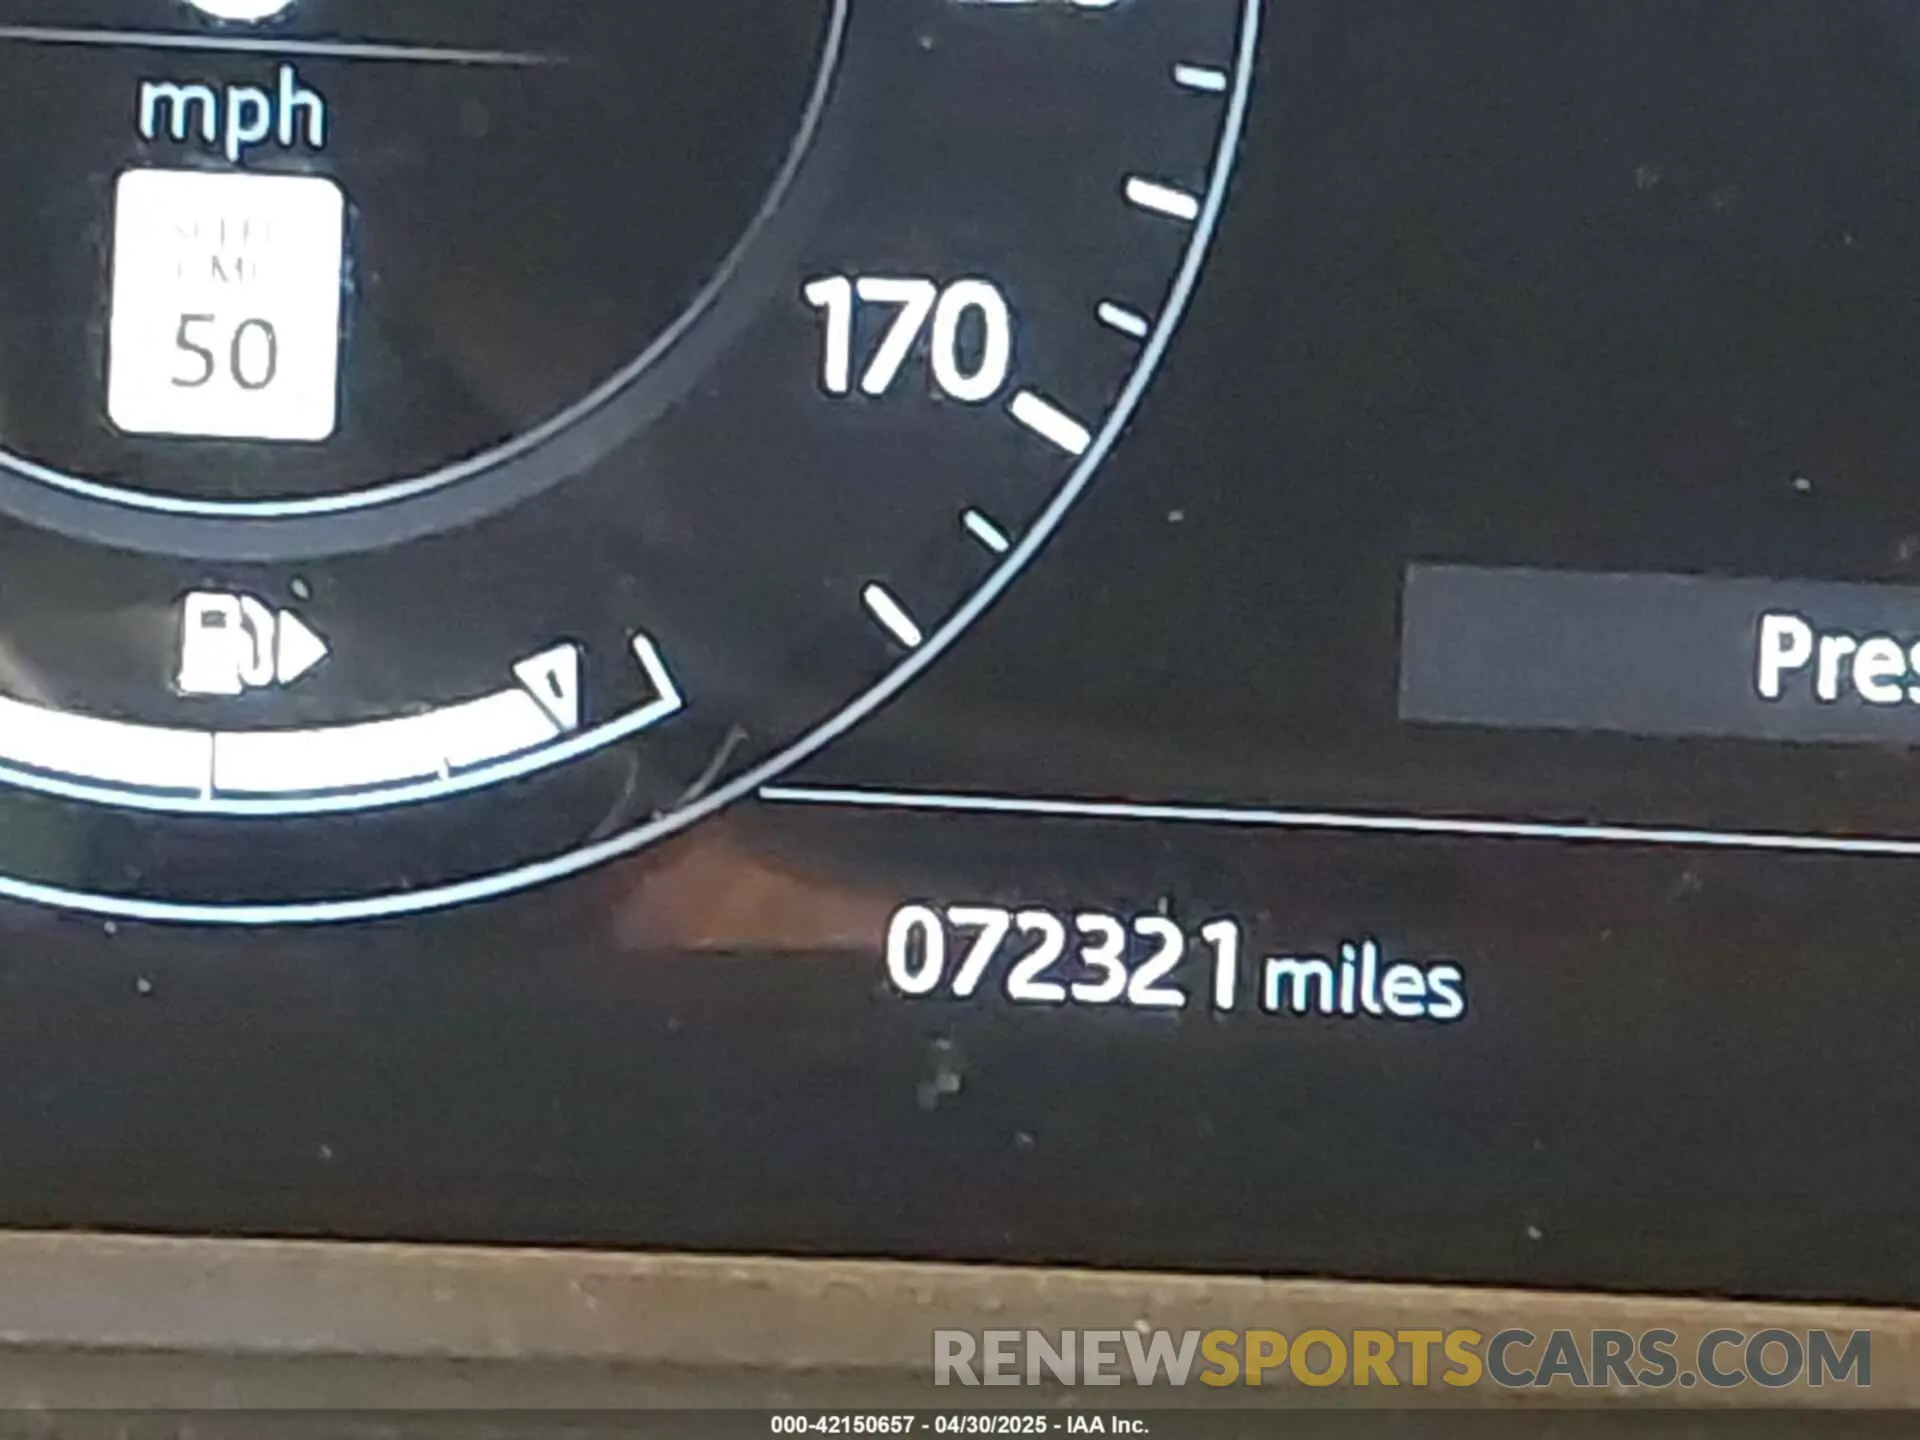 mph
50
170
Pres
072321 miles
RENEWSPORTSCARS.COM
000-42150657 - 04/30/2025 - IAA Inc.